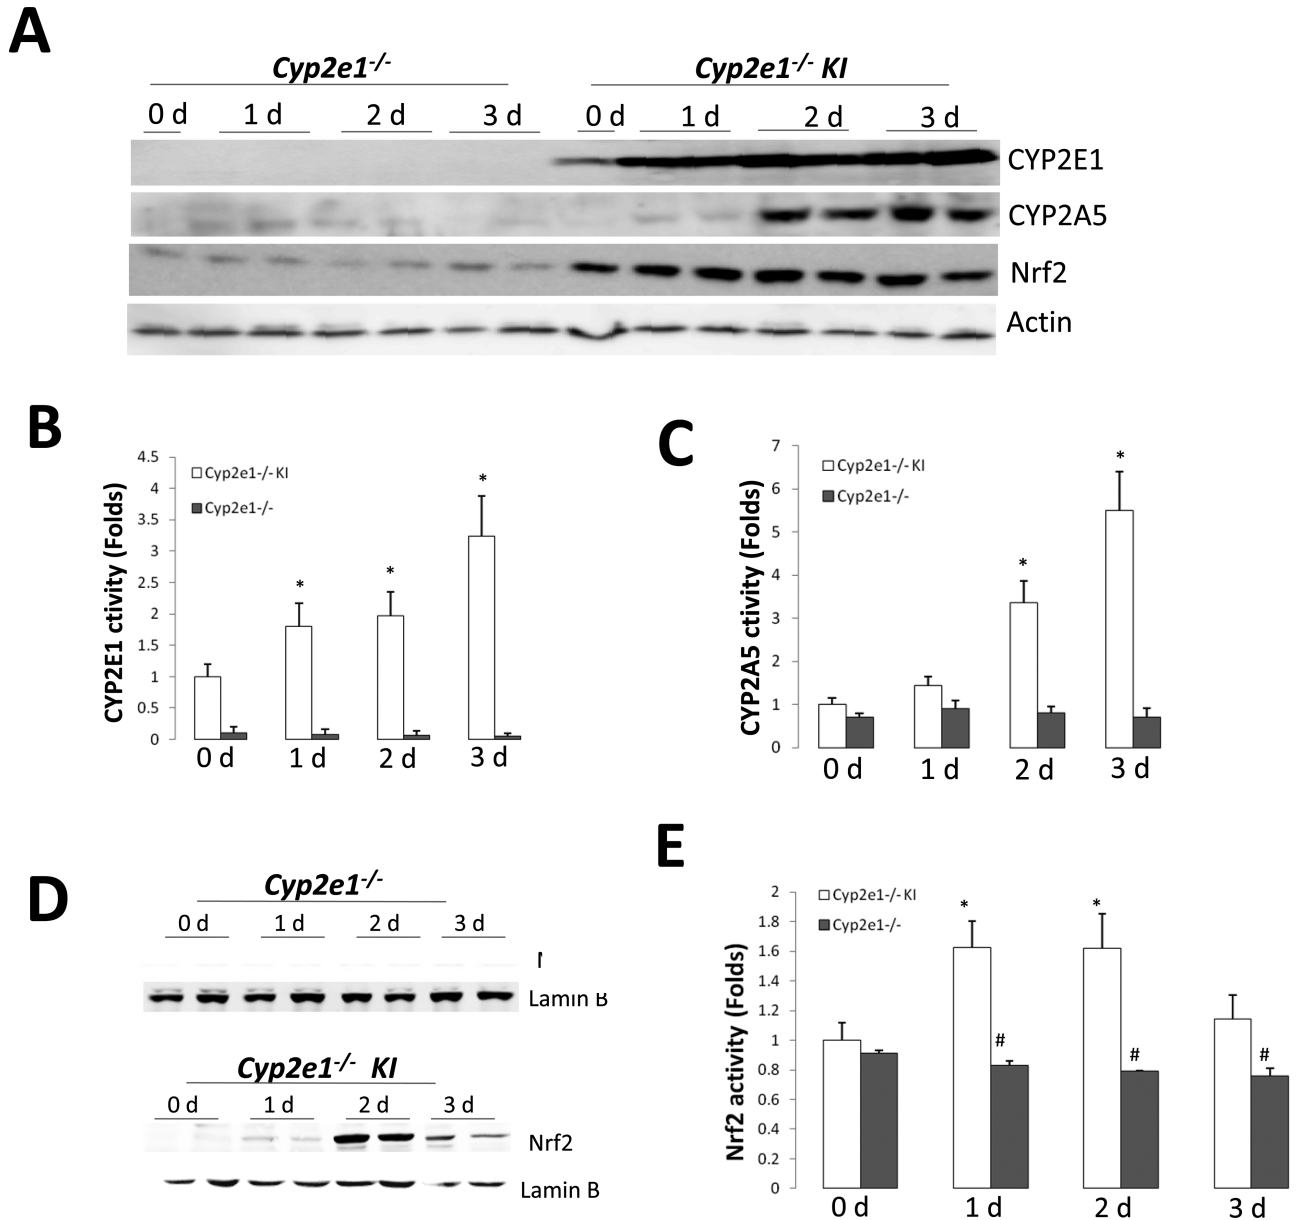 A
Cyp2e1-/- Cyp2e1-/- KI
0 d 1 d 2 d 3 d 0 d 1 d 2 d 3 d
CYP2E1
CYP2A5
Nrf2
Actin
B
CYP2E1 ctivity (Folds)
4.5
4
3.5
3
2.5
2
1.5
1
0.5
0
Cyp2e1-/- KI
Cyp2e1-/-
* * *
0 d 1 d 2 d 3 d
C
CYP2A5 ctivity (Folds)
7
6
5
4
3
2
1
0
Cyp2e1-/- KI
Cyp2e1-/-
* *
0 d 1 d 2 d 3 d
D
Cyp2e1-/-
0 d 1 d 2 d 3 d
Lamin B
Cyp2e1-/- KI
0 d 1 d 2 d 3 d
Nrf2
Lamin B
E
Nrf2 activity (Folds)
2
1.8
1.6
1.4
1.2
1
0.8
0.6
0.4
0.2
0
Cyp2e1-/- KI
Cyp2e1-/-
* *
# # #
0 d 1 d 2 d 3 d